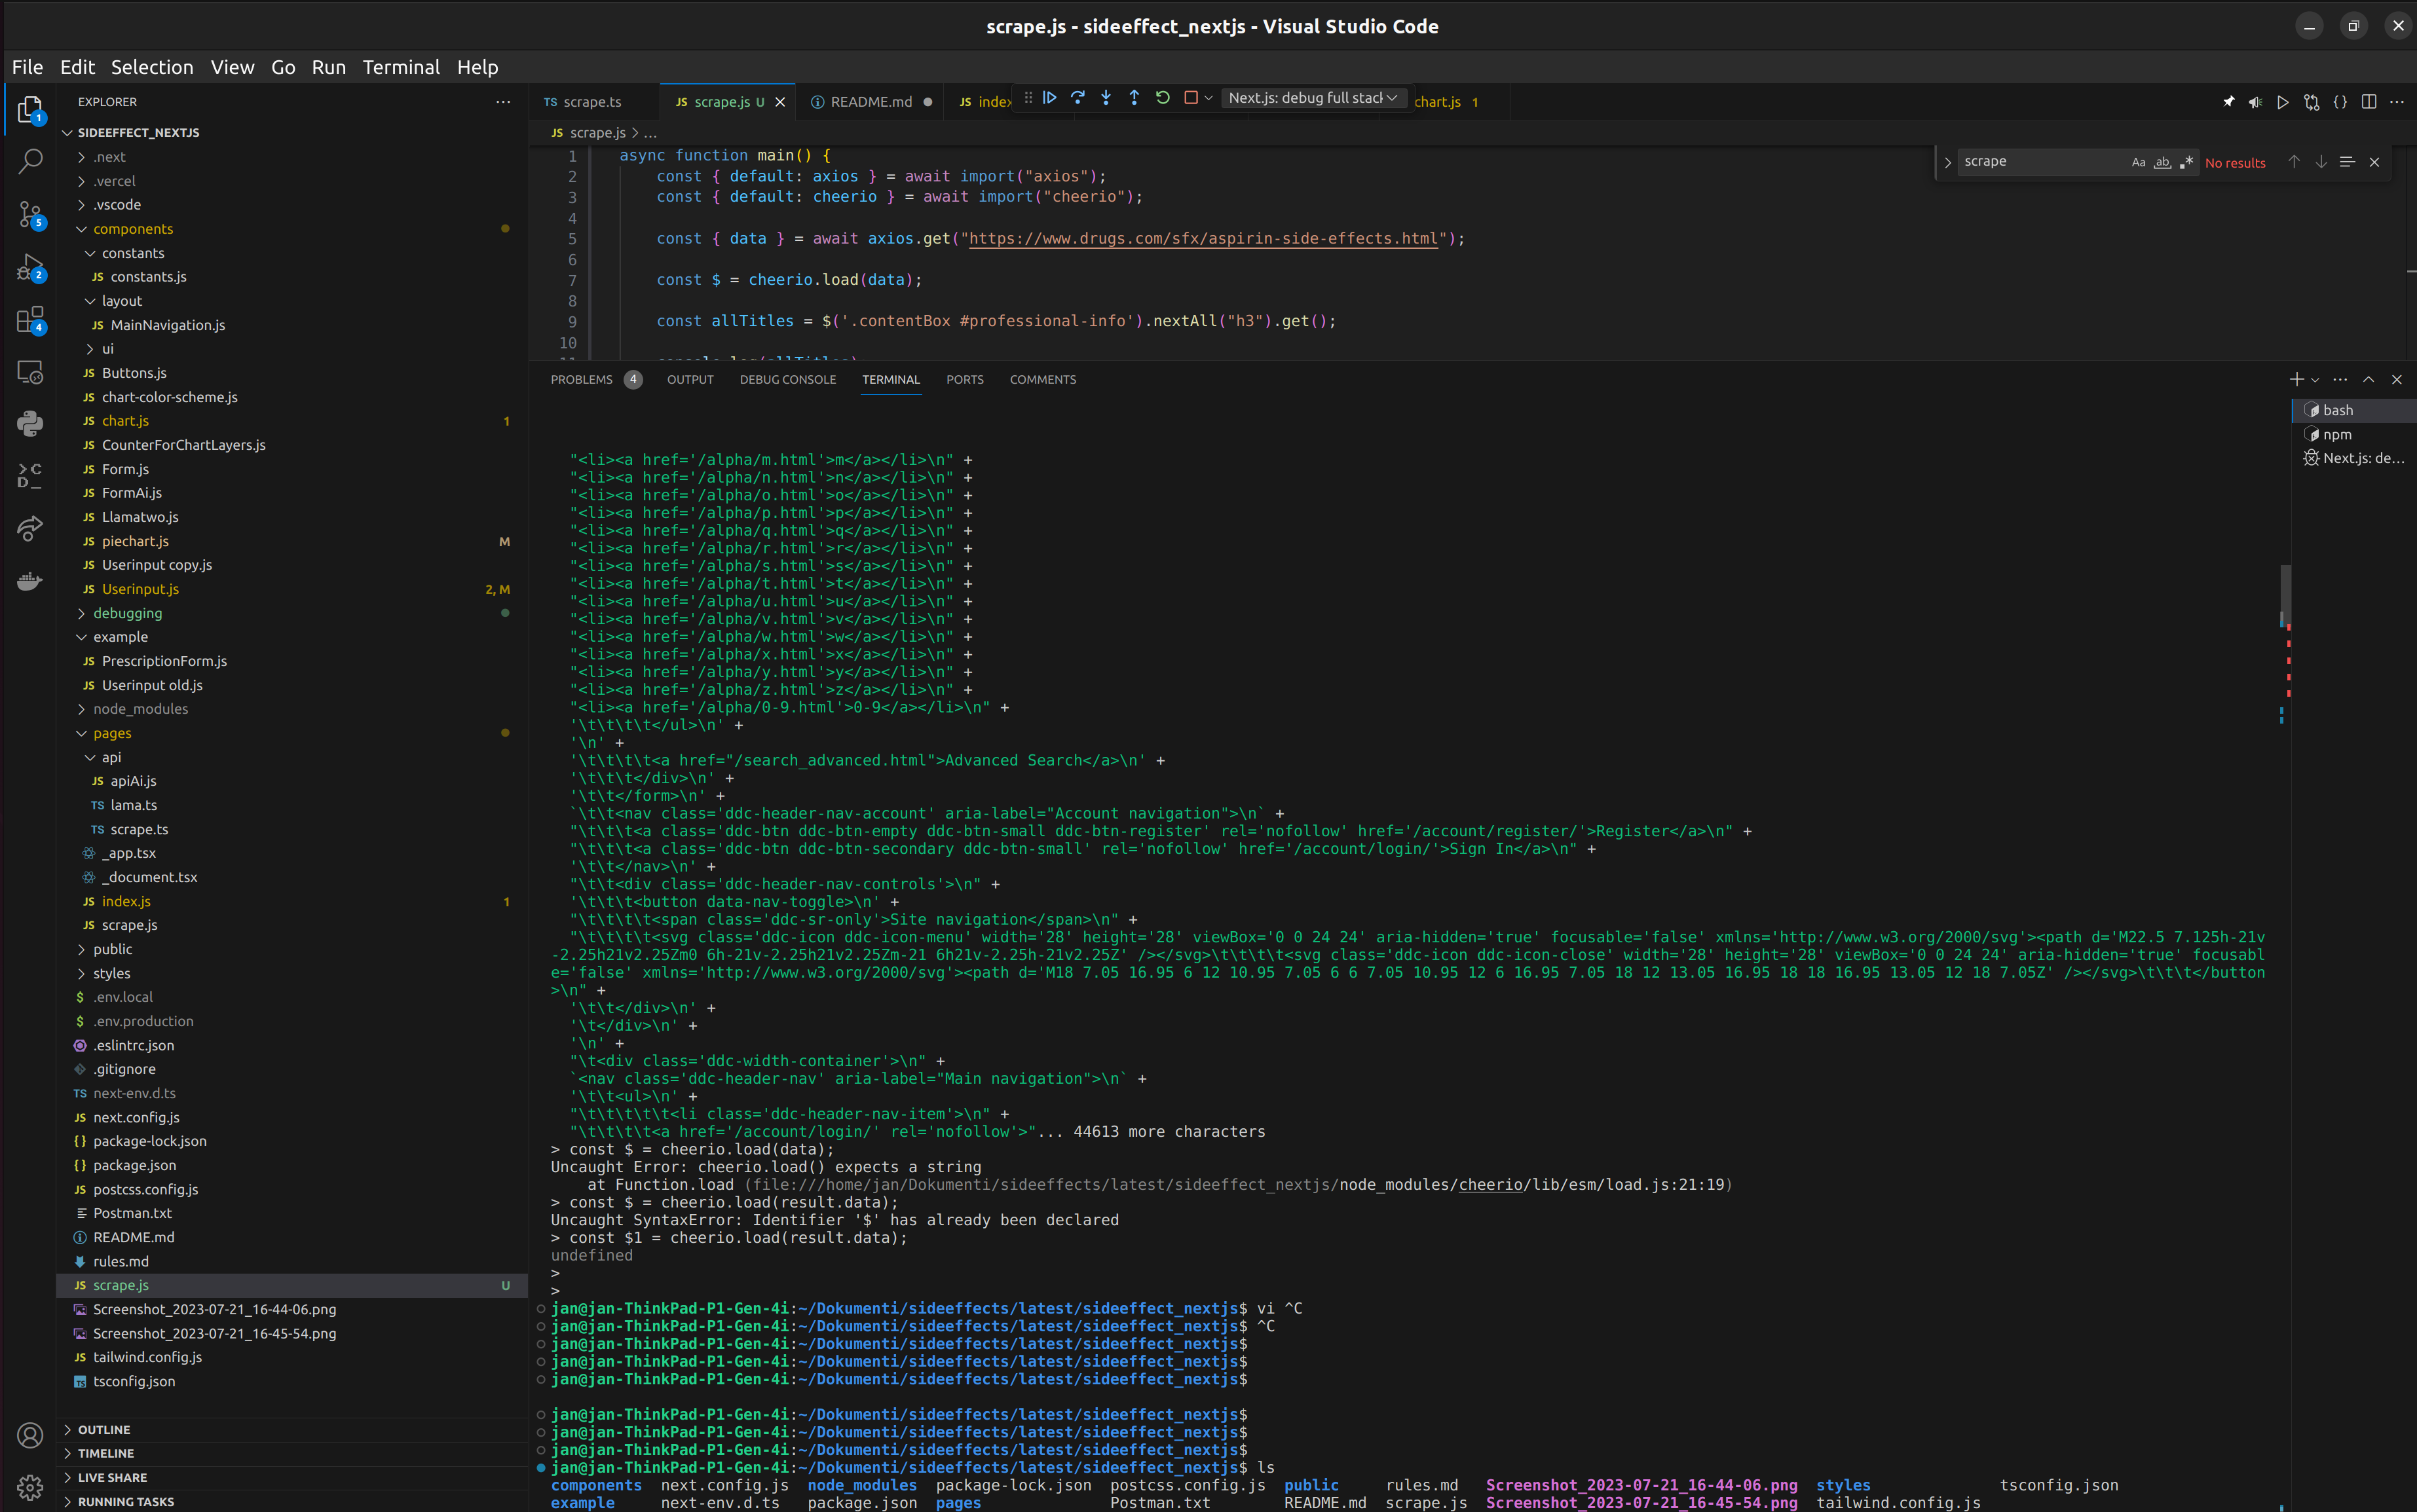 scrape.js - sideeffect_nextjs - Visual Studio Code
File Edit Selection View Go Run Terminal Help
EXPLORER
SIDEEFFECT_NEXTJS
.next
.vercel
.vscode
components
constants
JS constants.js
layout
JS MainNavigation.js
ui
JS Buttons.js
JS chart-color-scheme.js
JS chart.js 1
JS CounterForChartLayers.js
JS Form.js
JS FormAi.js
JS Llamatwo.js
JS piechart.js M
JS Userinput copy.js
JS Userinput.js 2, M
debugging
example
JS PrescriptionForm.js
JS Userinput old.js
node_modules
pages
api
JS apiAi.js
TS lama.ts
TS scrape.ts
_app.tsx
_document.tsx
JS index.js 1
JS scrape.js
public
styles
$ .env.local
$ .env.production
.eslintrc.json
.gitignore
TS next-env.d.ts
JS next.config.js
{} package-lock.json
{} package.json
JS postcss.config.js
Postman.txt
README.md
rules.md
JS scrape.js U
Screenshot_2023-07-21_16-44-06.png
Screenshot_2023-07-21_16-45-54.png
JS tailwind.config.js
TS tsconfig.json
OUTLINE
TIMELINE
LIVE SHARE
RUNNING TASKS
1
5
2
4
TS scrape.ts JS scrape.js U README.md JS index Next.js: debug full stack chart.js 1
JS scrape.js > ...
scrape Aa ab No results
1 async function main() {
2 const { default: axios } = await import("axios");
3 const { default: cheerio } = await import("cheerio");
4
5 const { data } = await axios.get("https://www.drugs.com/sfx/aspirin-side-effects.html");
6
7 const $ = cheerio.load(data);
8
9 const allTitles = $('.contentBox #professional-info').nextAll("h3").get();
10
PROBLEMS 4 OUTPUT DEBUG CONSOLE TERMINAL PORTS COMMENTS
bash
npm
Next.js: de...
"<li><a href='/alpha/m.html'>m</a></li>\n" +
"<li><a href='/alpha/n.html'>n</a></li>\n" +
"<li><a href='/alpha/o.html'>o</a></li>\n" +
"<li><a href='/alpha/p.html'>p</a></li>\n" +
"<li><a href='/alpha/q.html'>q</a></li>\n" +
"<li><a href='/alpha/r.html'>r</a></li>\n" +
"<li><a href='/alpha/s.html'>s</a></li>\n" +
"<li><a href='/alpha/t.html'>t</a></li>\n" +
"<li><a href='/alpha/u.html'>u</a></li>\n" +
"<li><a href='/alpha/v.html'>v</a></li>\n" +
"<li><a href='/alpha/w.html'>w</a></li>\n" +
"<li><a href='/alpha/x.html'>x</a></li>\n" +
"<li><a href='/alpha/y.html'>y</a></li>\n" +
"<li><a href='/alpha/z.html'>z</a></li>\n" +
"<li><a href='/alpha/0-9.html'>0-9</a></li>\n" +
'\t\t\t\t</ul>\n' +
'\n' +
'\t\t\t\t<a href="/search_advanced.html">Advanced Search</a>\n' +
'\t\t\t</div>\n' +
'\t\t</form>\n' +
`\t\t<nav class='ddc-header-nav-account' aria-label="Account navigation">\n` +
"\t\t\t<a class='ddc-btn ddc-btn-empty ddc-btn-small ddc-btn-register' rel='nofollow' href='/account/register/'>Register</a>\n" +
"\t\t\t<a class='ddc-btn ddc-btn-secondary ddc-btn-small' rel='nofollow' href='/account/login/'>Sign In</a>\n" +
'\t\t</nav>\n' +
"\t\t<div class='ddc-header-nav-controls'>\n" +
'\t\t\t<button data-nav-toggle>\n' +
"\t\t\t\t<span class='ddc-sr-only'>Site navigation</span>\n" +
"\t\t\t\t<svg class='ddc-icon ddc-icon-menu' width='28' height='28' viewBox='0 0 24 24' aria-hidden='true' focusable='false' xmlns='http://www.w3.org/2000/svg'><path d='M22.5 7.125h-21v
-2.25h21v2.25Zm0 6h-21v-2.25h21v2.25Zm-21 6h21v-2.25h-21v2.25Z' /></svg>\t\t\t\t<svg class='ddc-icon ddc-icon-close' width='28' height='28' viewBox='0 0 24 24' aria-hidden='true' focusabl
e='false' xmlns='http://www.w3.org/2000/svg'><path d='M18 7.05 16.95 6 12 10.95 7.05 6 6 7.05 10.95 12 6 16.95 7.05 18 12 13.05 16.95 18 18 16.95 13.05 12 18 7.05Z' /></svg>\t\t\t</button
>\n" +
'\t\t</div>\n' +
'\t</div>\n' +
'\n' +
"\t<div class='ddc-width-container'>\n" +
`<nav class='ddc-header-nav' aria-label="Main navigation">\n` +
'\t\t<ul>\n' +
"\t\t\t\t\t<li class='ddc-header-nav-item'>\n" +
"\t\t\t\t<a href='/account/login/' rel='nofollow'>"... 44613 more characters
> const $ = cheerio.load(data);
Uncaught Error: cheerio.load() expects a string
at Function.load (file:///home/jan/Dokumenti/sideeffects/latest/sideeffect_nextjs/node_modules/cheerio/lib/esm/load.js:21:19)
> const $ = cheerio.load(result.data);
Uncaught SyntaxError: Identifier '$' has already been declared
> const $1 = cheerio.load(result.data);
undefined
>
>
jan@jan-ThinkPad-P1-Gen-4i:~/Dokumenti/sideeffects/latest/sideeffect_nextjs$ vi ^C
jan@jan-ThinkPad-P1-Gen-4i:~/Dokumenti/sideeffects/latest/sideeffect_nextjs$ ^C
jan@jan-ThinkPad-P1-Gen-4i:~/Dokumenti/sideeffects/latest/sideeffect_nextjs$
jan@jan-ThinkPad-P1-Gen-4i:~/Dokumenti/sideeffects/latest/sideeffect_nextjs$
jan@jan-ThinkPad-P1-Gen-4i:~/Dokumenti/sideeffects/latest/sideeffect_nextjs$
jan@jan-ThinkPad-P1-Gen-4i:~/Dokumenti/sideeffects/latest/sideeffect_nextjs$
jan@jan-ThinkPad-P1-Gen-4i:~/Dokumenti/sideeffects/latest/sideeffect_nextjs$
jan@jan-ThinkPad-P1-Gen-4i:~/Dokumenti/sideeffects/latest/sideeffect_nextjs$
jan@jan-ThinkPad-P1-Gen-4i:~/Dokumenti/sideeffects/latest/sideeffect_nextjs$ ls
components next.config.js node_modules package-lock.json postcss.config.js public rules.md Screenshot_2023-07-21_16-44-06.png styles tsconfig.json
example next-env.d.ts package.json pages Postman.txt README.md scrape.js Screenshot_2023-07-21_16-45-54.png tailwind.config.js